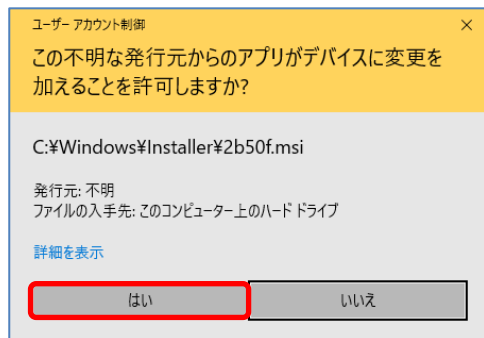 ユーザー アカウント制御
この不明な発行元からのアプリがデバイスに変更を
加えることを許可しますか?
C:¥Windows¥Installer¥2b50f.msi
発行元: 不明
ファイルの入手先: このコンピューター上のハード ドライブ
詳細を表示
はい
いいえ